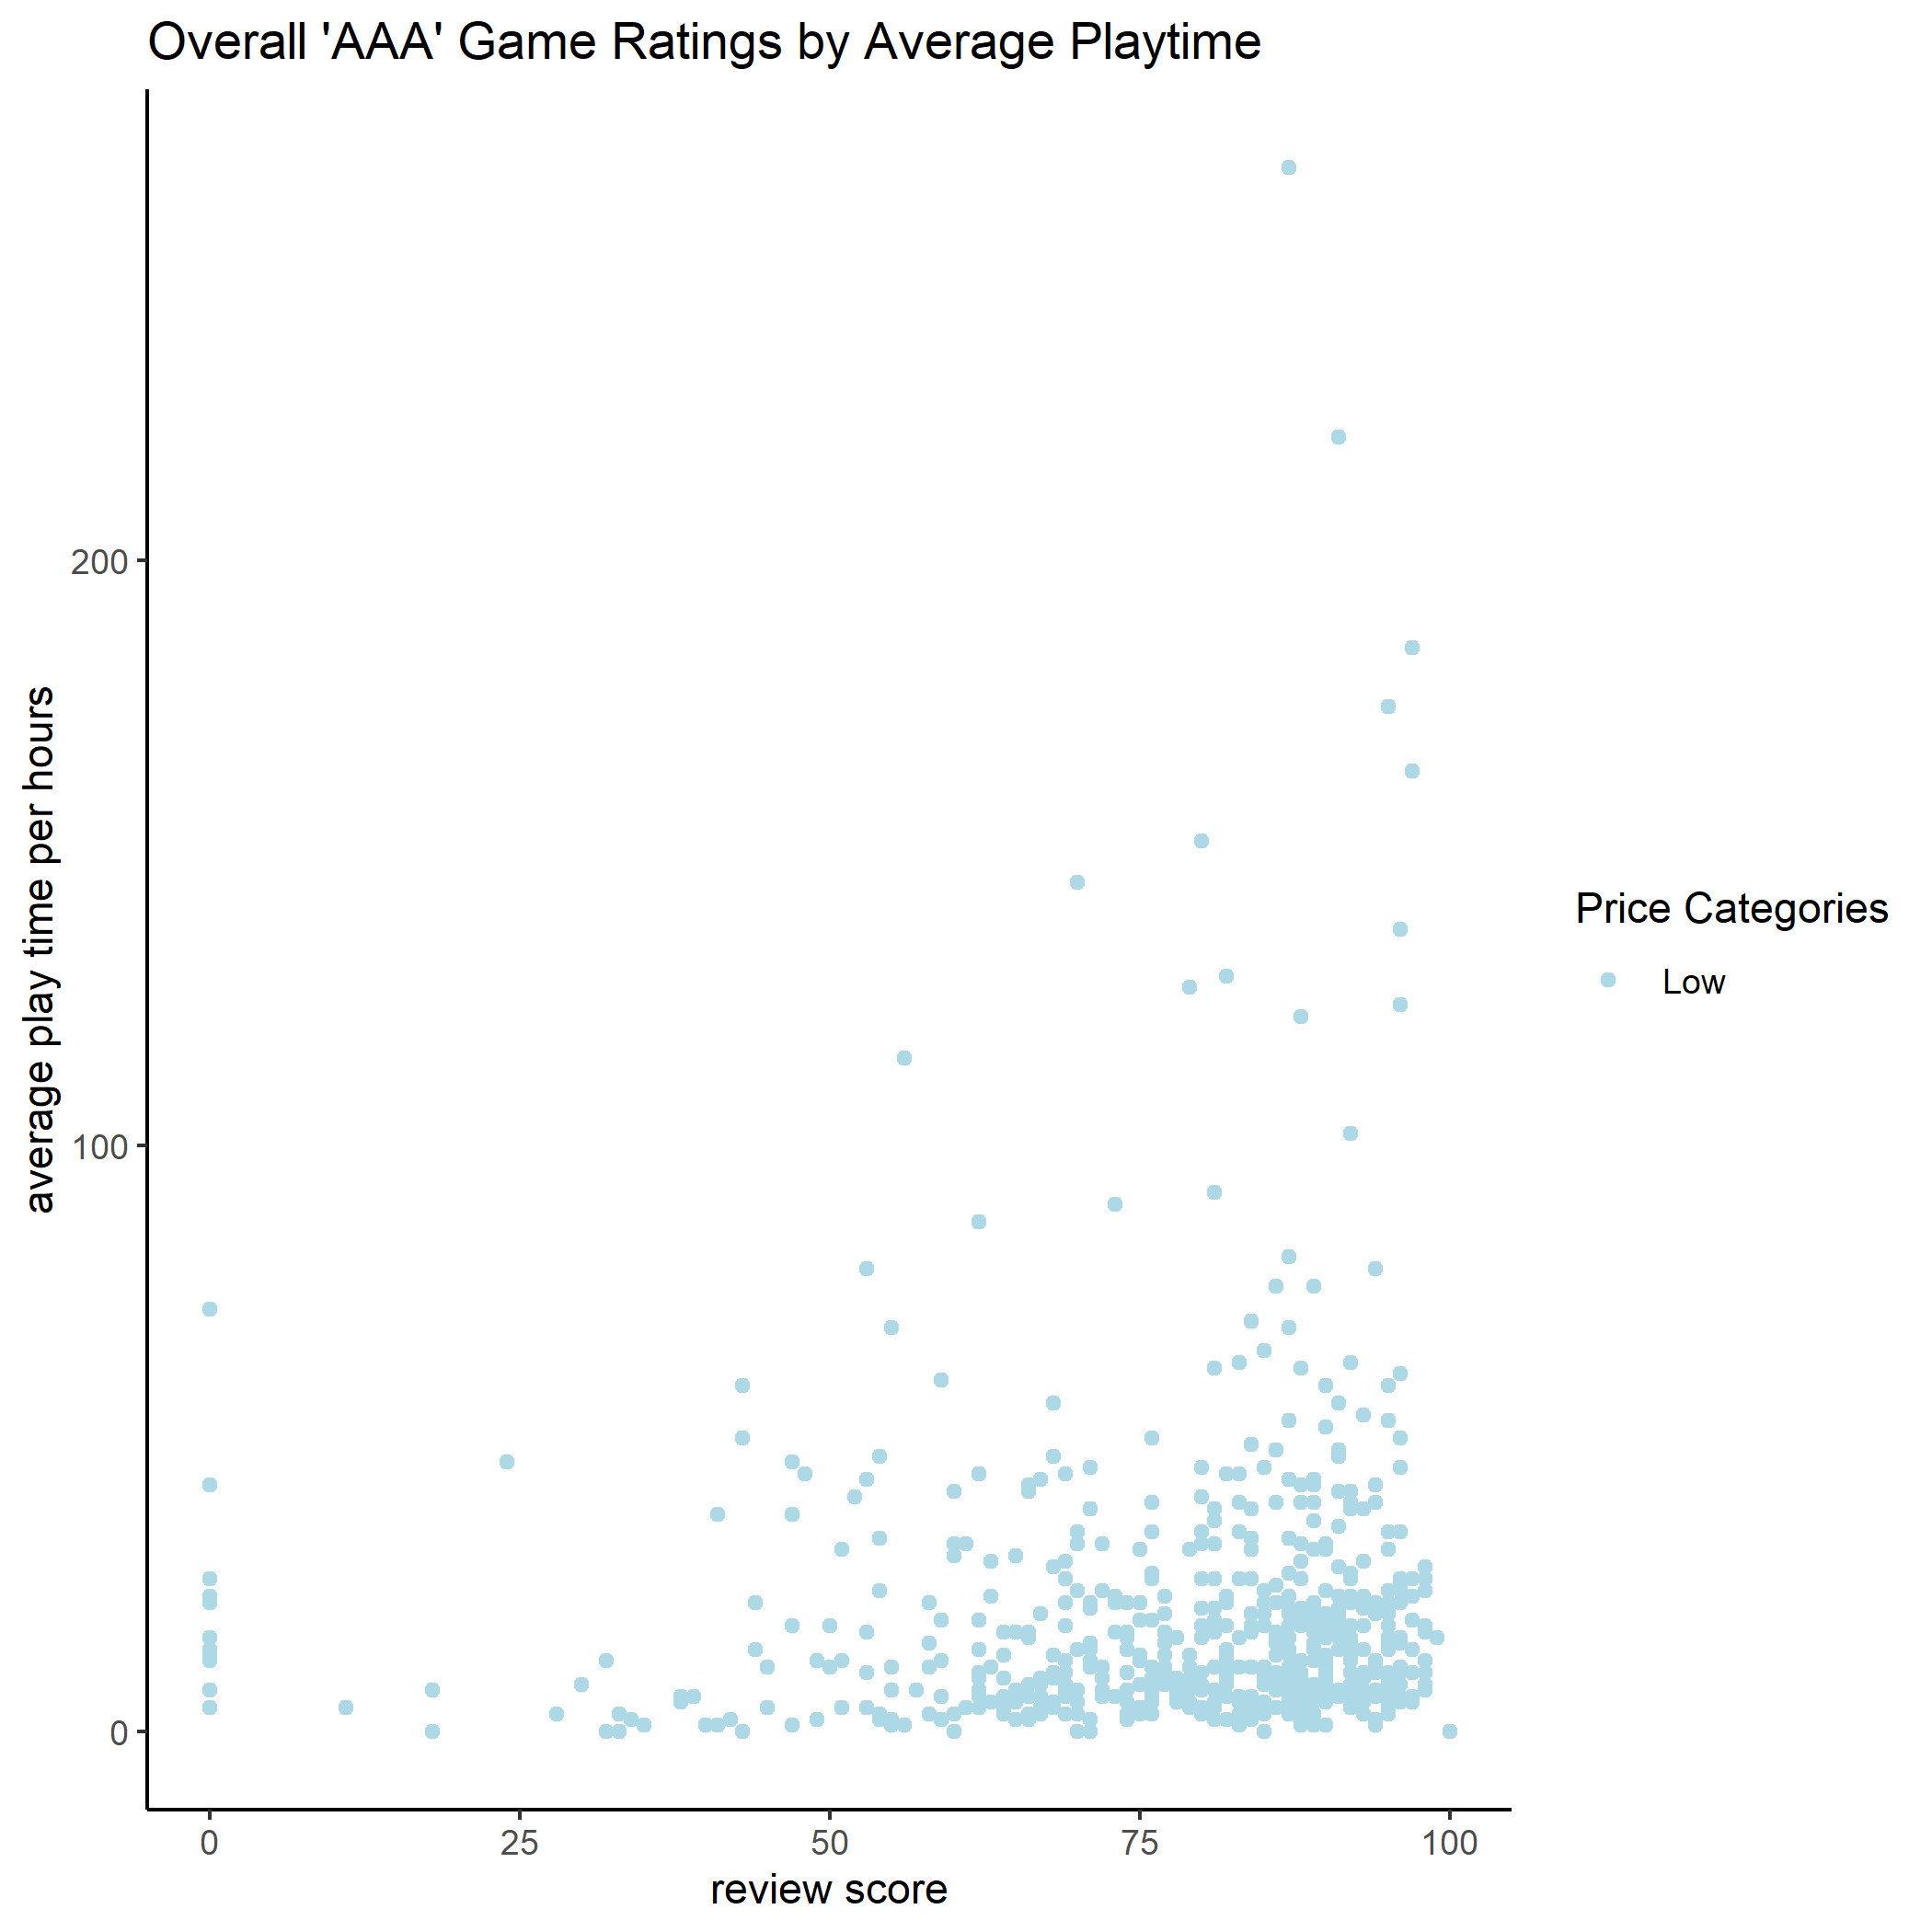 Overall 'AAA' Game Ratings by Average Playtime
average play time per hours
200
100
0
0 25 50 75 100
review score
Price Categories
Low